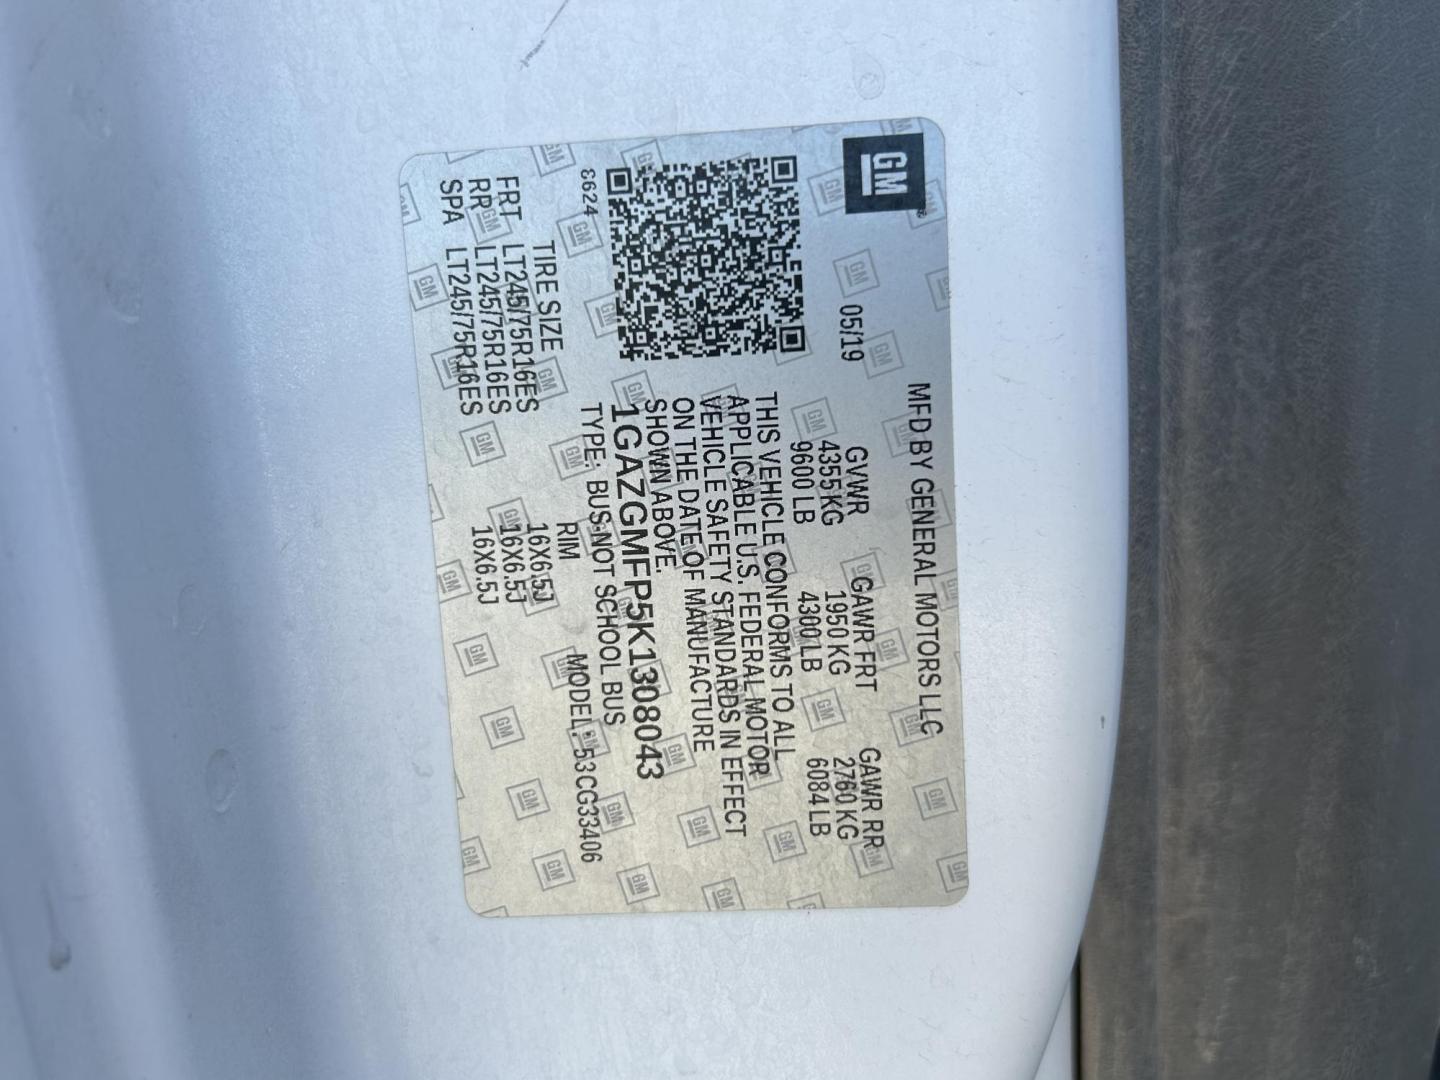 GM
MFD BY GENERAL MOTORS LLC
05/19 GVWR GAWR FRT GAWR RR
4355 KG 1950 KG 2760 KG
9600 LB 4300 LB 6084 LB
THIS VEHICLE CONFORMS TO ALL
APPLICABLE U.S. FEDERAL MOTOR
VEHICLE SAFETY STANDARDS IN EFFECT
ON THE DATE OF MANUFACTURE
SHOWN ABOVE.
1GAZGMFP5K1308043
8624 TYPE: BUS-NOT SCHOOL BUS
MODEL: 53CG33406
TIRE SIZE RIM
FRT LT245/75R16ES 16X6.5J
RR LT245/75R16ES 16X6.5J
SPA LT245/75R16ES 16X6.5J